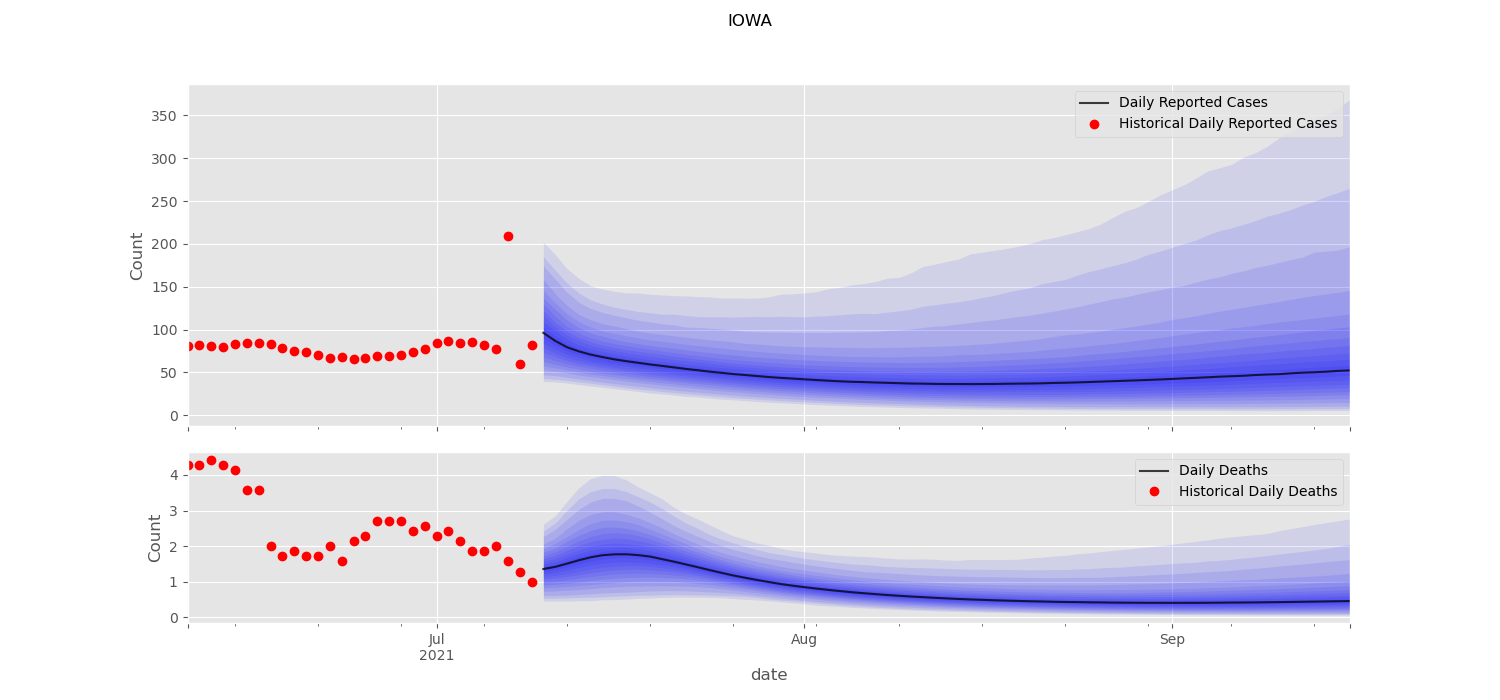 IOWA
350
300
250
200
150
100
50
0
Count
Daily Reported Cases
Historical Daily Reported Cases
4
3
2
1
0
Count
Daily Deaths
Historical Daily Deaths
Jul
2021
Aug
Sep
date